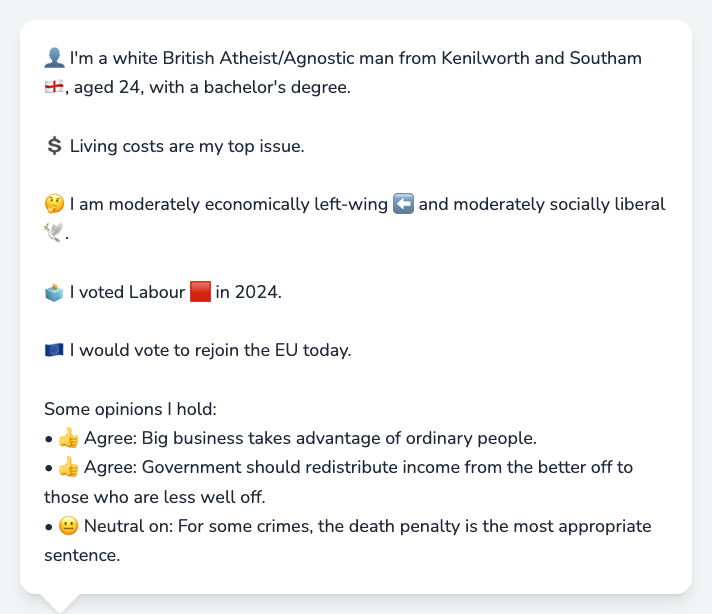 👤 I'm a white British Atheist/Agnostic man from Kenilworth and Southam
🏴󠁧󠁢󠁥󠁮󠁧󠁿, aged 24, with a bachelor's degree.
💲 Living costs are my top issue.
🤔 I am moderately economically left-wing ⬅️ and moderately socially liberal
🕊️.
🗳️ I voted Labour 🟥 in 2024.
🇪🇺 I would vote to rejoin the EU today.
Some opinions I hold:
• 👍 Agree: Big business takes advantage of ordinary people.
• 👍 Agree: Government should redistribute income from the better off to
those who are less well off.
• 😐 Neutral on: For some crimes, the death penalty is the most appropriate
sentence.